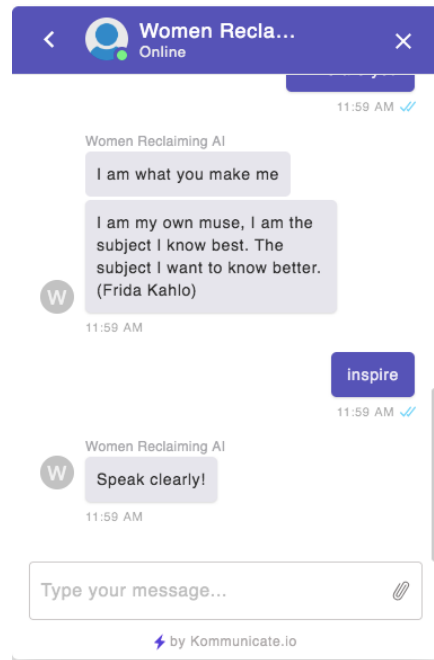 Women Recla...
Online
11:59 AM
Women Reclaiming AI
I am what you make me
I am my own muse, I am the
subject I know best. The
subject I want to know better.
(Frida Kahlo)
W
11:59 AM
inspire
11:59 AM
Women Reclaiming AI
W
Speak clearly!
11:59 AM
Type your message...
by Kommunicate.io